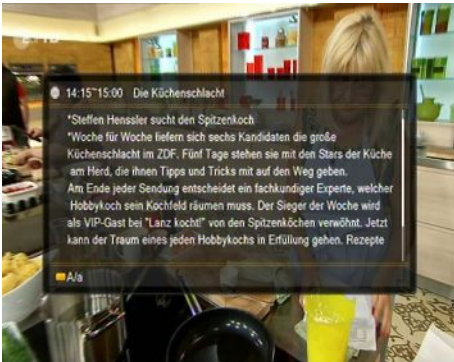 14:15~15:00 Die Küchenschlacht
*Steffen Henssler sucht den Spitzenkoch
*Woche für Woche liefern sich sechs Kandidaten die große
Küchenschlacht im ZDF. Fünf Tage stehen sie mit den Stars der Küche
am Herd, die ihnen Tipps und Tricks mit auf den Weg geben.
Am Ende jeder Sendung entscheidet ein fachkundiger Experte, welcher
Hobbykoch sein Kochfeld räumen muss. Der Sieger der Woche wird
als VIP-Gast bei "Lanz kocht!" von den Spitzenköchen verwöhnt. Jetzt
kann der Traum eines jeden Hobbykochs in Erfüllung gehen. Rezepte
A/a